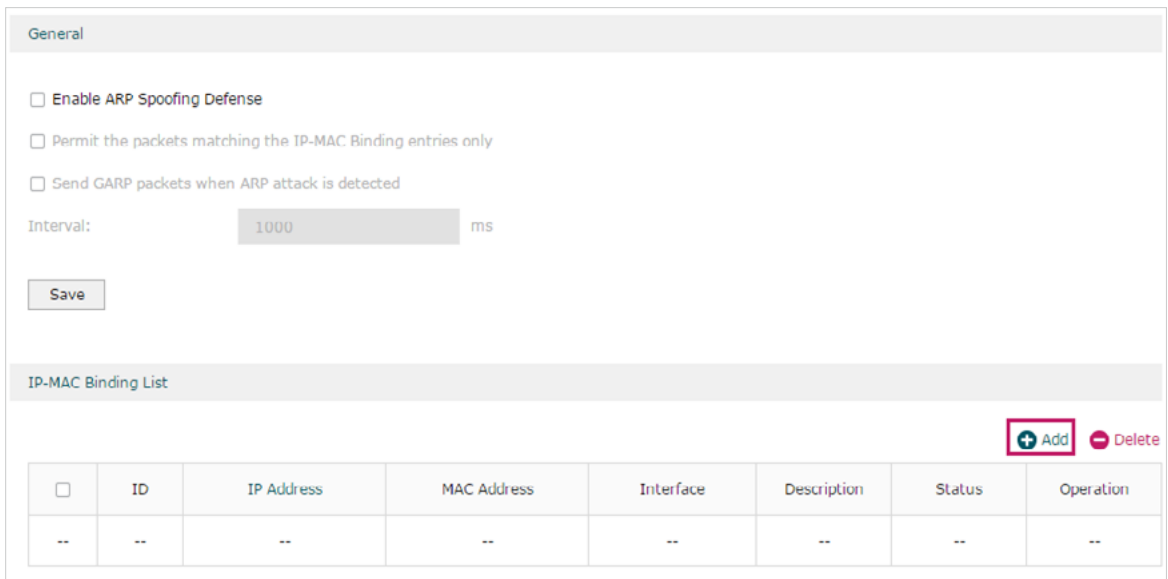 General
Enable ARP Spoofing Defense
Permit the packets matching the IP-MAC Binding entries only
Send GARP packets when ARP attack is detected
Interval: 1000 ms
Save
IP-MAC Binding List
Add Delete
ID IP Address MAC Address Interface Description Status Operation
-- -- -- -- -- -- -- --